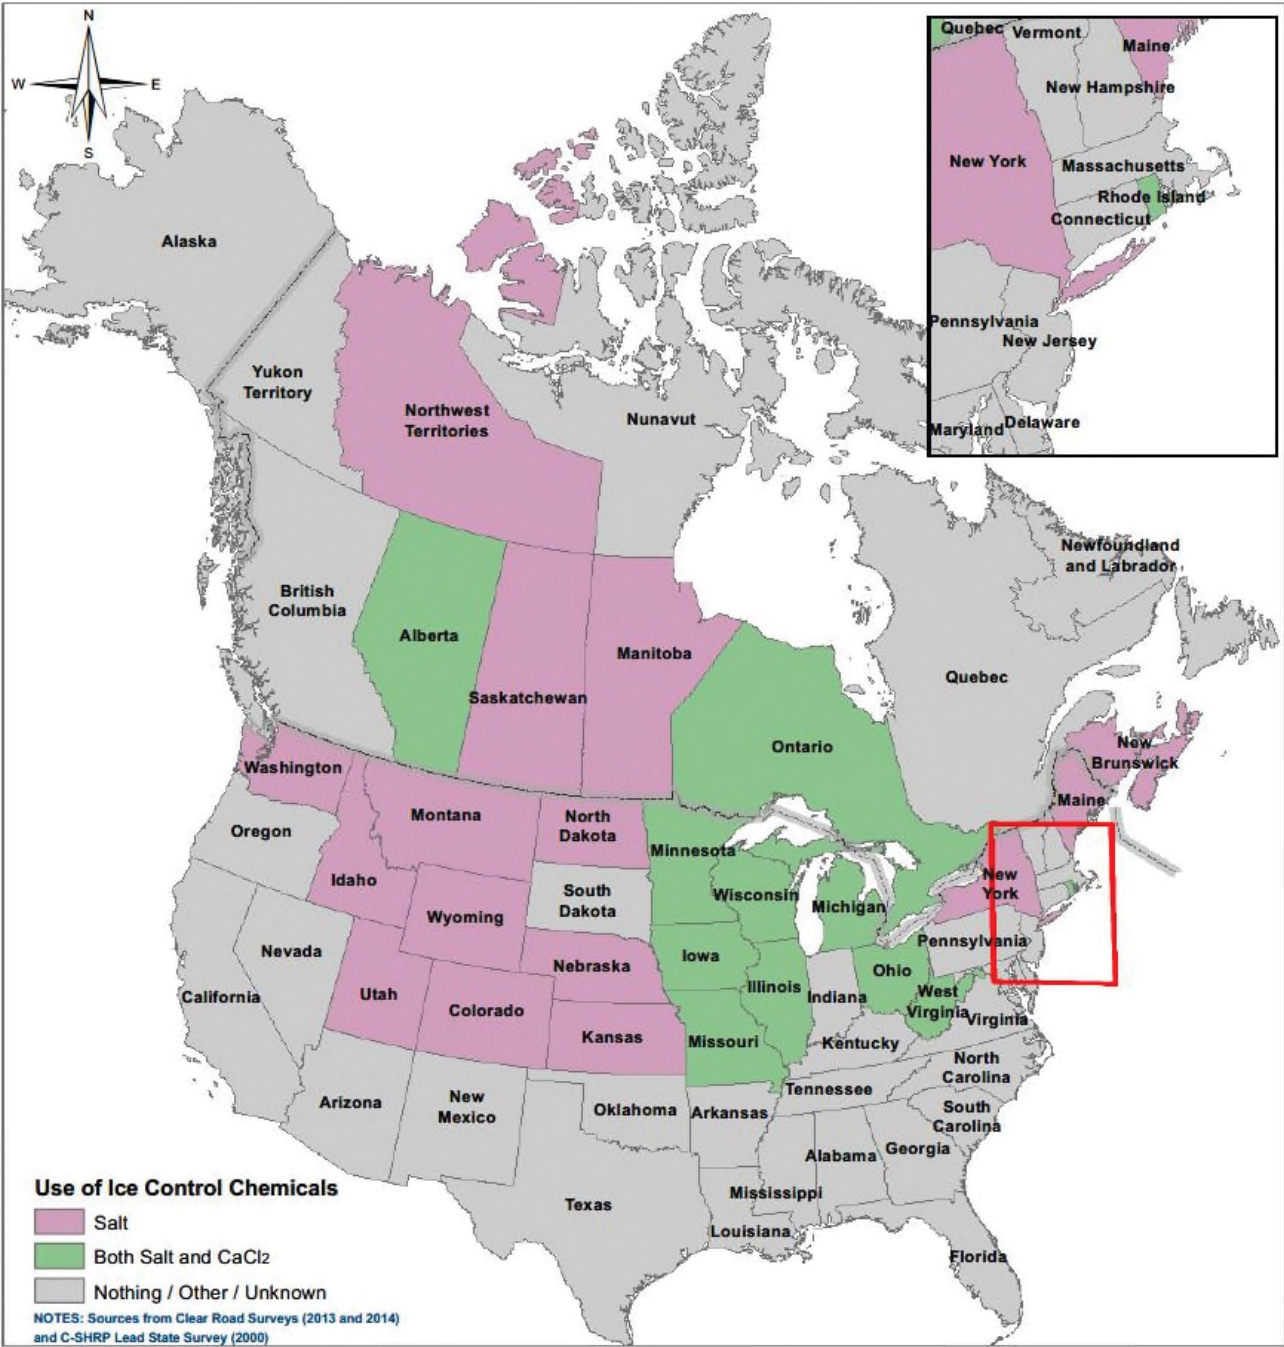 N
W
E
S
Quebec
Vermont
Maine
New Hampshire
New York
Massachusetts
Rhode Island
Connecticut
Pennsylvania
New Jersey
Maryland
Delaware
Alaska
Yukon
Territory
Northwest
Territories
Nunavut
Newfoundland
and Labrador
British
Columbia
Alberta
Saskatchewan
Manitoba
Ontario
Quebec
New
Brunswick
Maine
Washington
Montana
North
Dakota
Minnesota
Oregon
Idaho
Wyoming
South
Dakota
Wisconsin
Michigan
New
York
Pennsylvania
Nevada
California
Utah
Colorado
Nebraska
Iowa
Illinois
Indiana
Ohio
West
Virginia
Virginia
Kansas
Missouri
Kentucky
North
Carolina
Tennessee
Arizona
New
Mexico
Oklahoma
Arkansas
South
Carolina
Alabama
Georgia
Texas
Mississippi
Louisiana
Florida
Use of Ice Control Chemicals
Salt
Both Salt and CaCl2
Nothing / Other / Unknown
NOTES: Sources from Clear Road Surveys (2013 and 2014)
and C-SHRP Lead State Survey (2000)